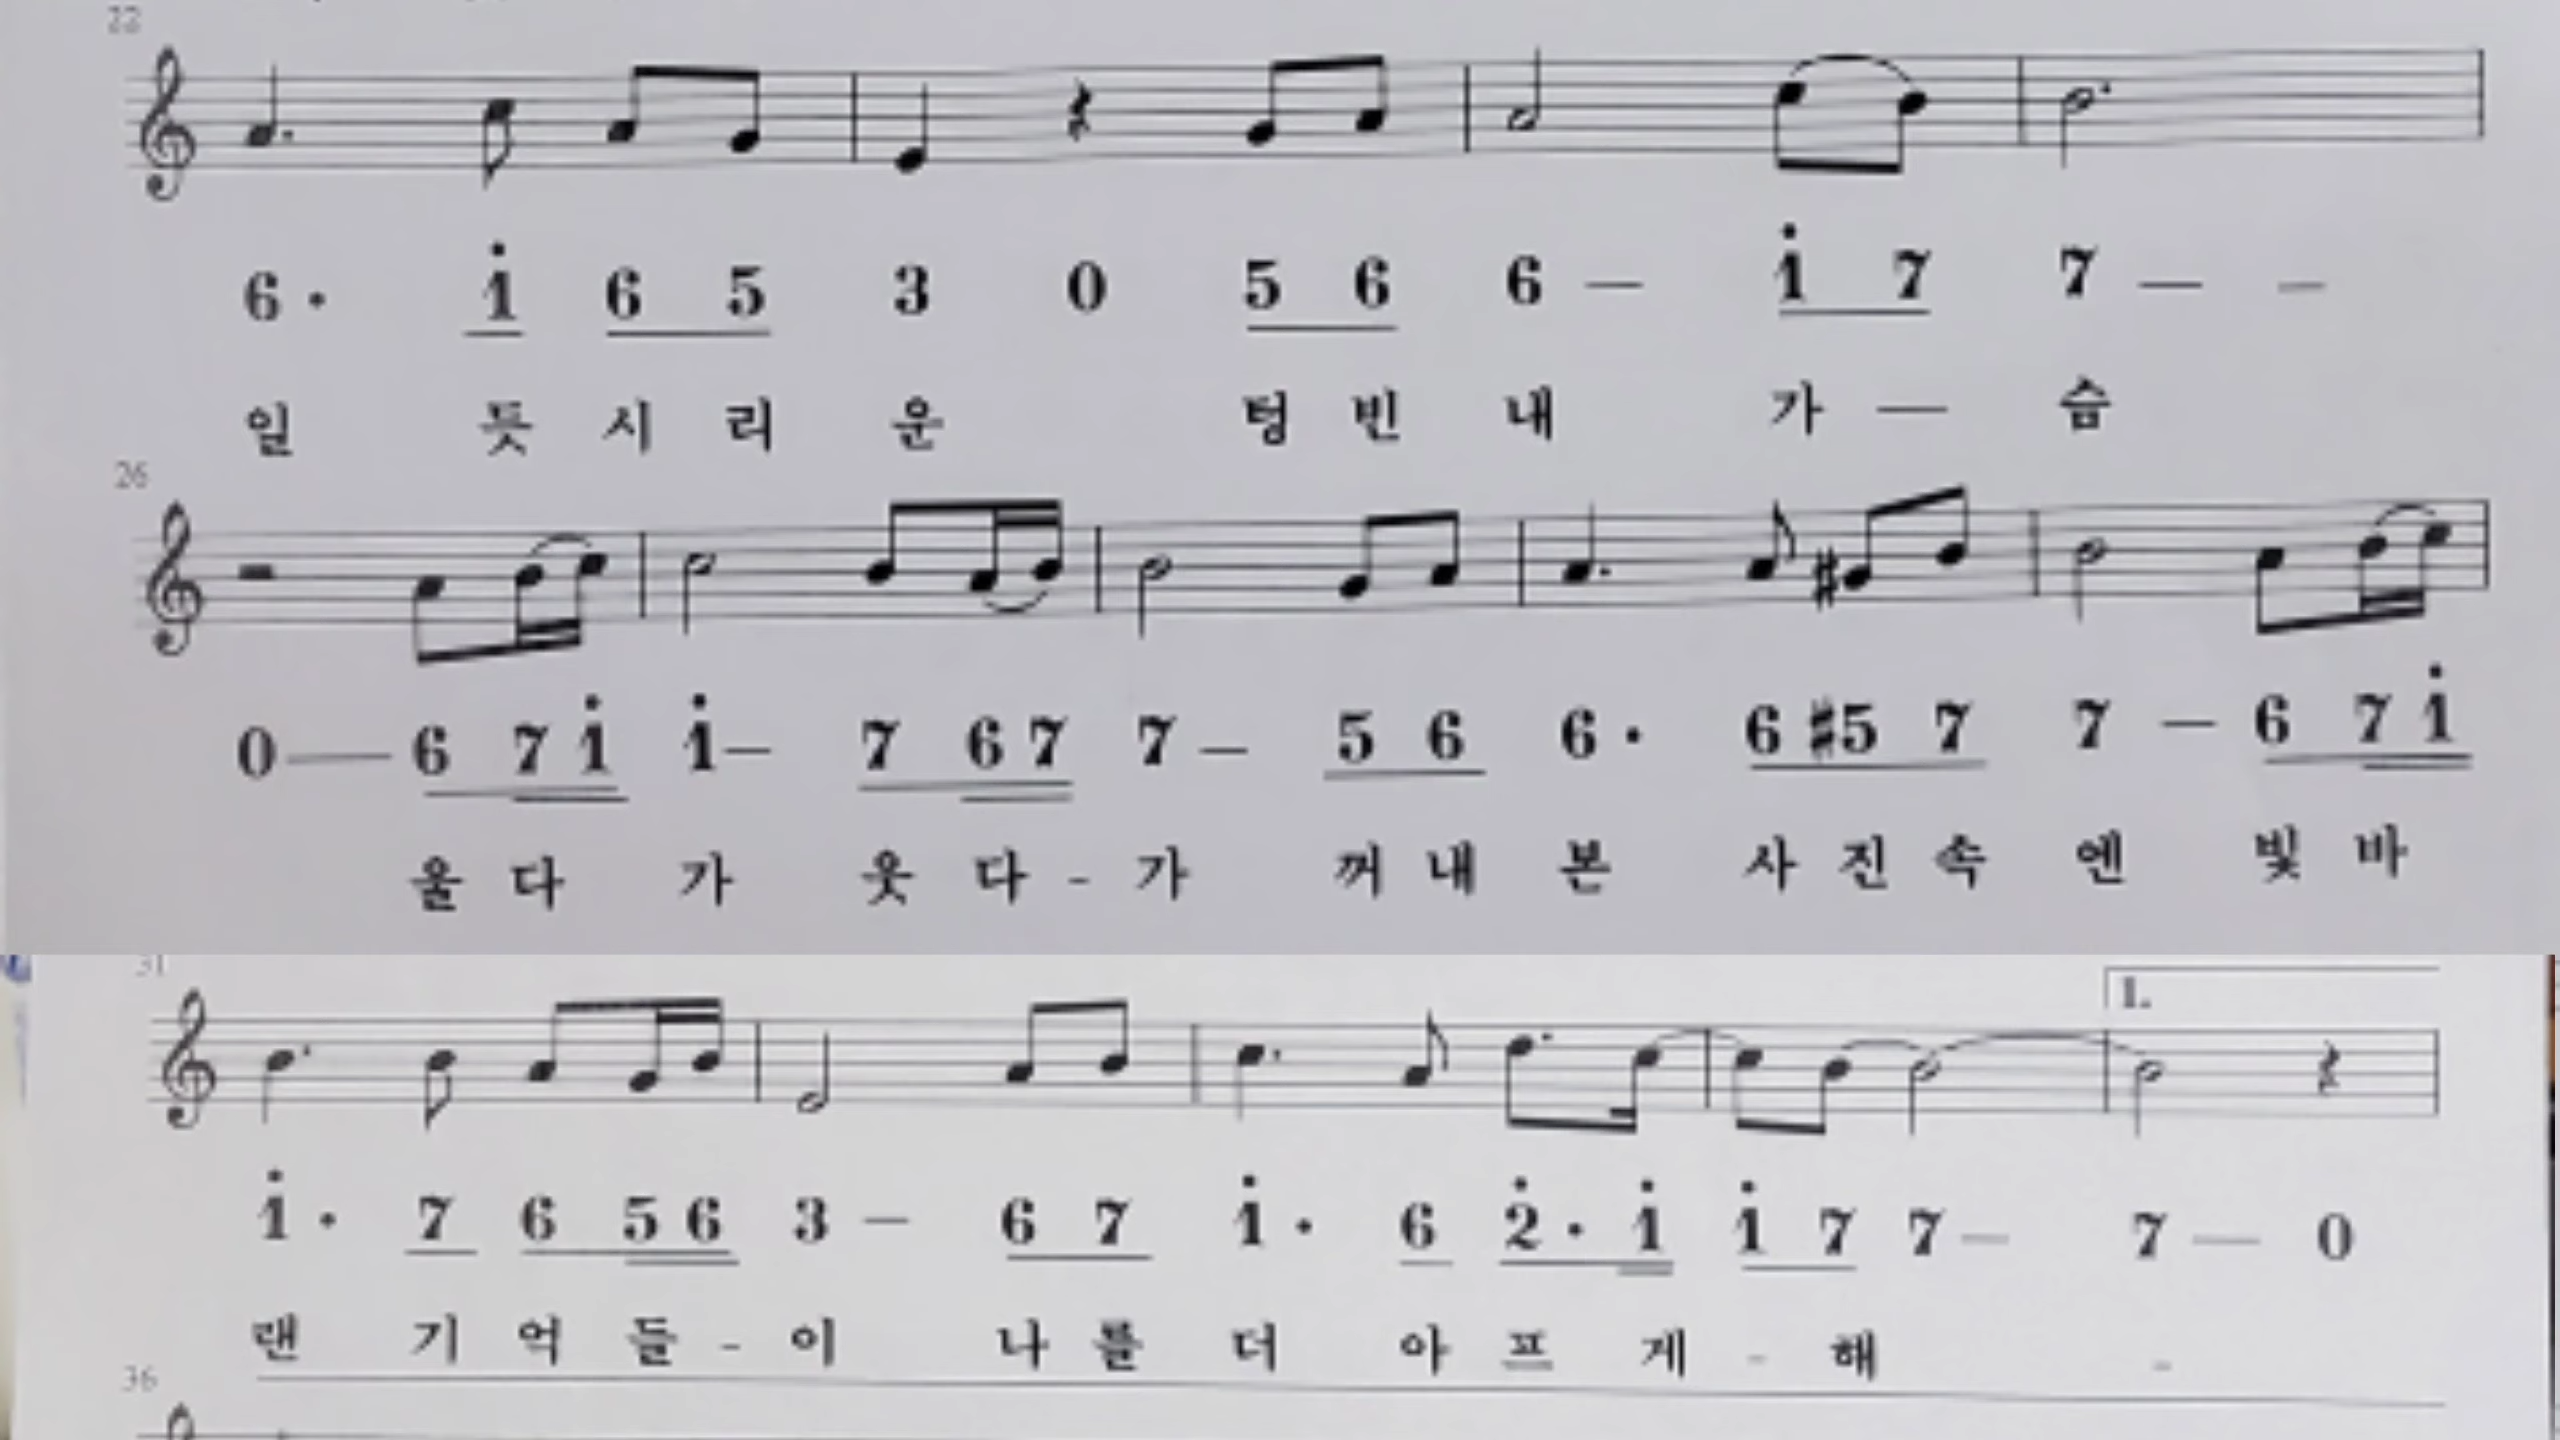 22
6 · i̇ 6 5 3 0 5 6 6 — i̇ 7 7 — —
일 듯 시 리 운 텅 빈 내 가 — 슴
26
0 — 6 7 i̇ i̇ — 7 6 7 7 — 5 6 6 · 6 #5 7 7 — 6 7 i̇
울 다 가 웃 다 - 가 꺼 내 본 사 진 속 엔 빛 바
31
1.
i̇ · 7 6 5 6 3 — 6 7 i̇ · 6 2̇ · i̇ i̇ 7 7 — 7 — 0
랜 기 억 들 - 이 나 를 더 아 프 게 - 해 -
36